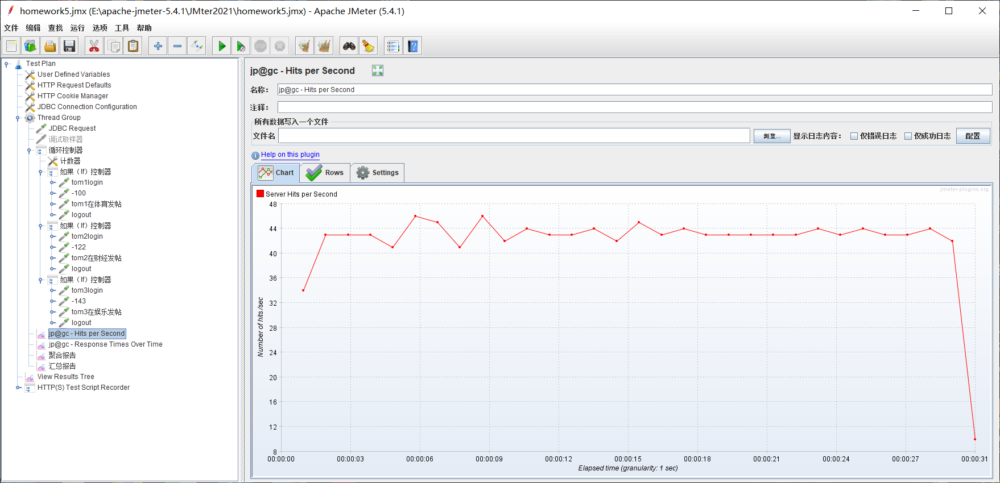 homework5.jmx (E:\apache-jmeter-5.4.1\JMter2021\homework5.jmx) - Apache JMeter (5.4.1)
文件 编辑 查找 运行 选项 工具 帮助
STOP
Test Plan
User Defined Variables
HTTP Request Defaults
HTTP Cookie Manager
JDBC Connection Configuration
Thread Group
JDBC Request
调试取样器
循环控制器
计数器
如果（If）控制器
tom1login
-100
tom1在体育发帖
logout
如果（If）控制器
tom2login
-122
tom2在财经发帖
logout
如果（If）控制器
tom3login
-143
tom3在娱乐发帖
logout
jp@gc - Hits per Second
jp@gc - Response Times Over Time
聚合报告
汇总报告
View Results Tree
HTTP(S) Test Script Recorder
jp@gc - Hits per Second
名称： jp@gc - Hits per Second
注释：
所有数据写入一个文件
文件名 浏览... 显示日志内容： 仅错误日志 仅成功日志 配置
Help on this plugin
Chart Rows Settings
jmeter-plugins.org
Server Hits per Second
48
44
40
36
32
28
24
20
16
12
8
Number of hits /sec
00:00:00 00:00:03 00:00:06 00:00:09 00:00:12 00:00:15 00:00:18 00:00:21 00:00:24 00:00:27 00:00:31
Elapsed time (granularity: 1 sec)